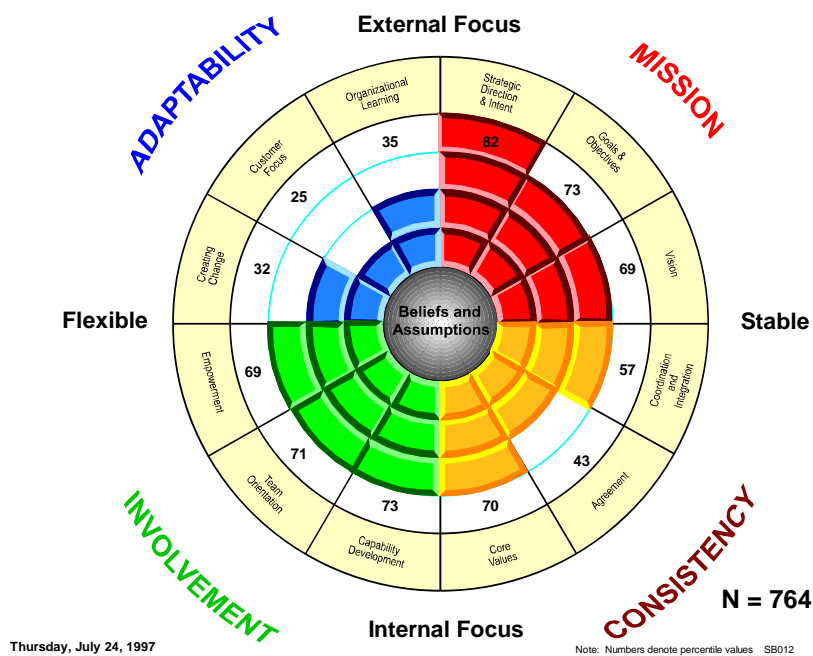 External Focus
ADAPTABILITY
MISSION
Organizational
Learning
Strategic
Direction
& Intent
Customer
Focus
Goals &
Objectives
Creating
Change
Vision
35
82
25
73
32
69
Flexible
Beliefs and
Assumptions
Stable
69
57
71
43
73
70
Empowerment
Coordination
and
Integration
Team
Orientation
Agreement
Capability
Development
Core
Values
INVOLVEMENT
CONSISTENCY
N = 764
Internal Focus
Thursday, July 24, 1997
Note: Numbers denote percentile values SB012